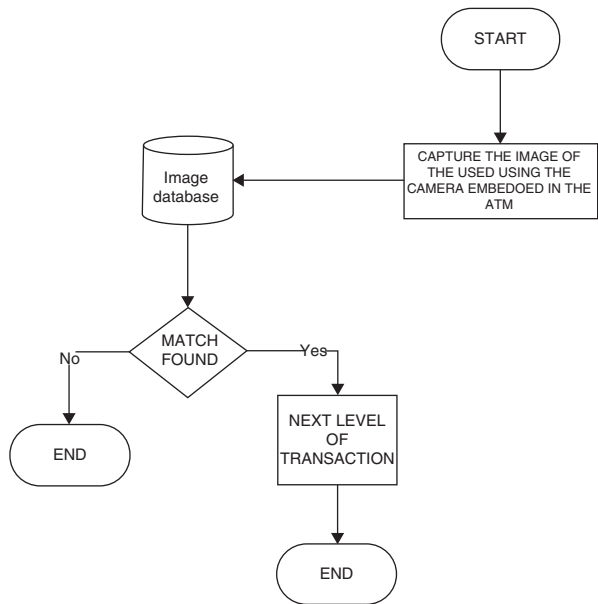 START
CAPTURE THE IMAGE OF
THE USED USING THE
CAMERA EMBEDOED IN THE
ATM
Image
database
MATCH
FOUND
No
Yes
END
NEXT LEVEL
OF
TRANSACTION
END